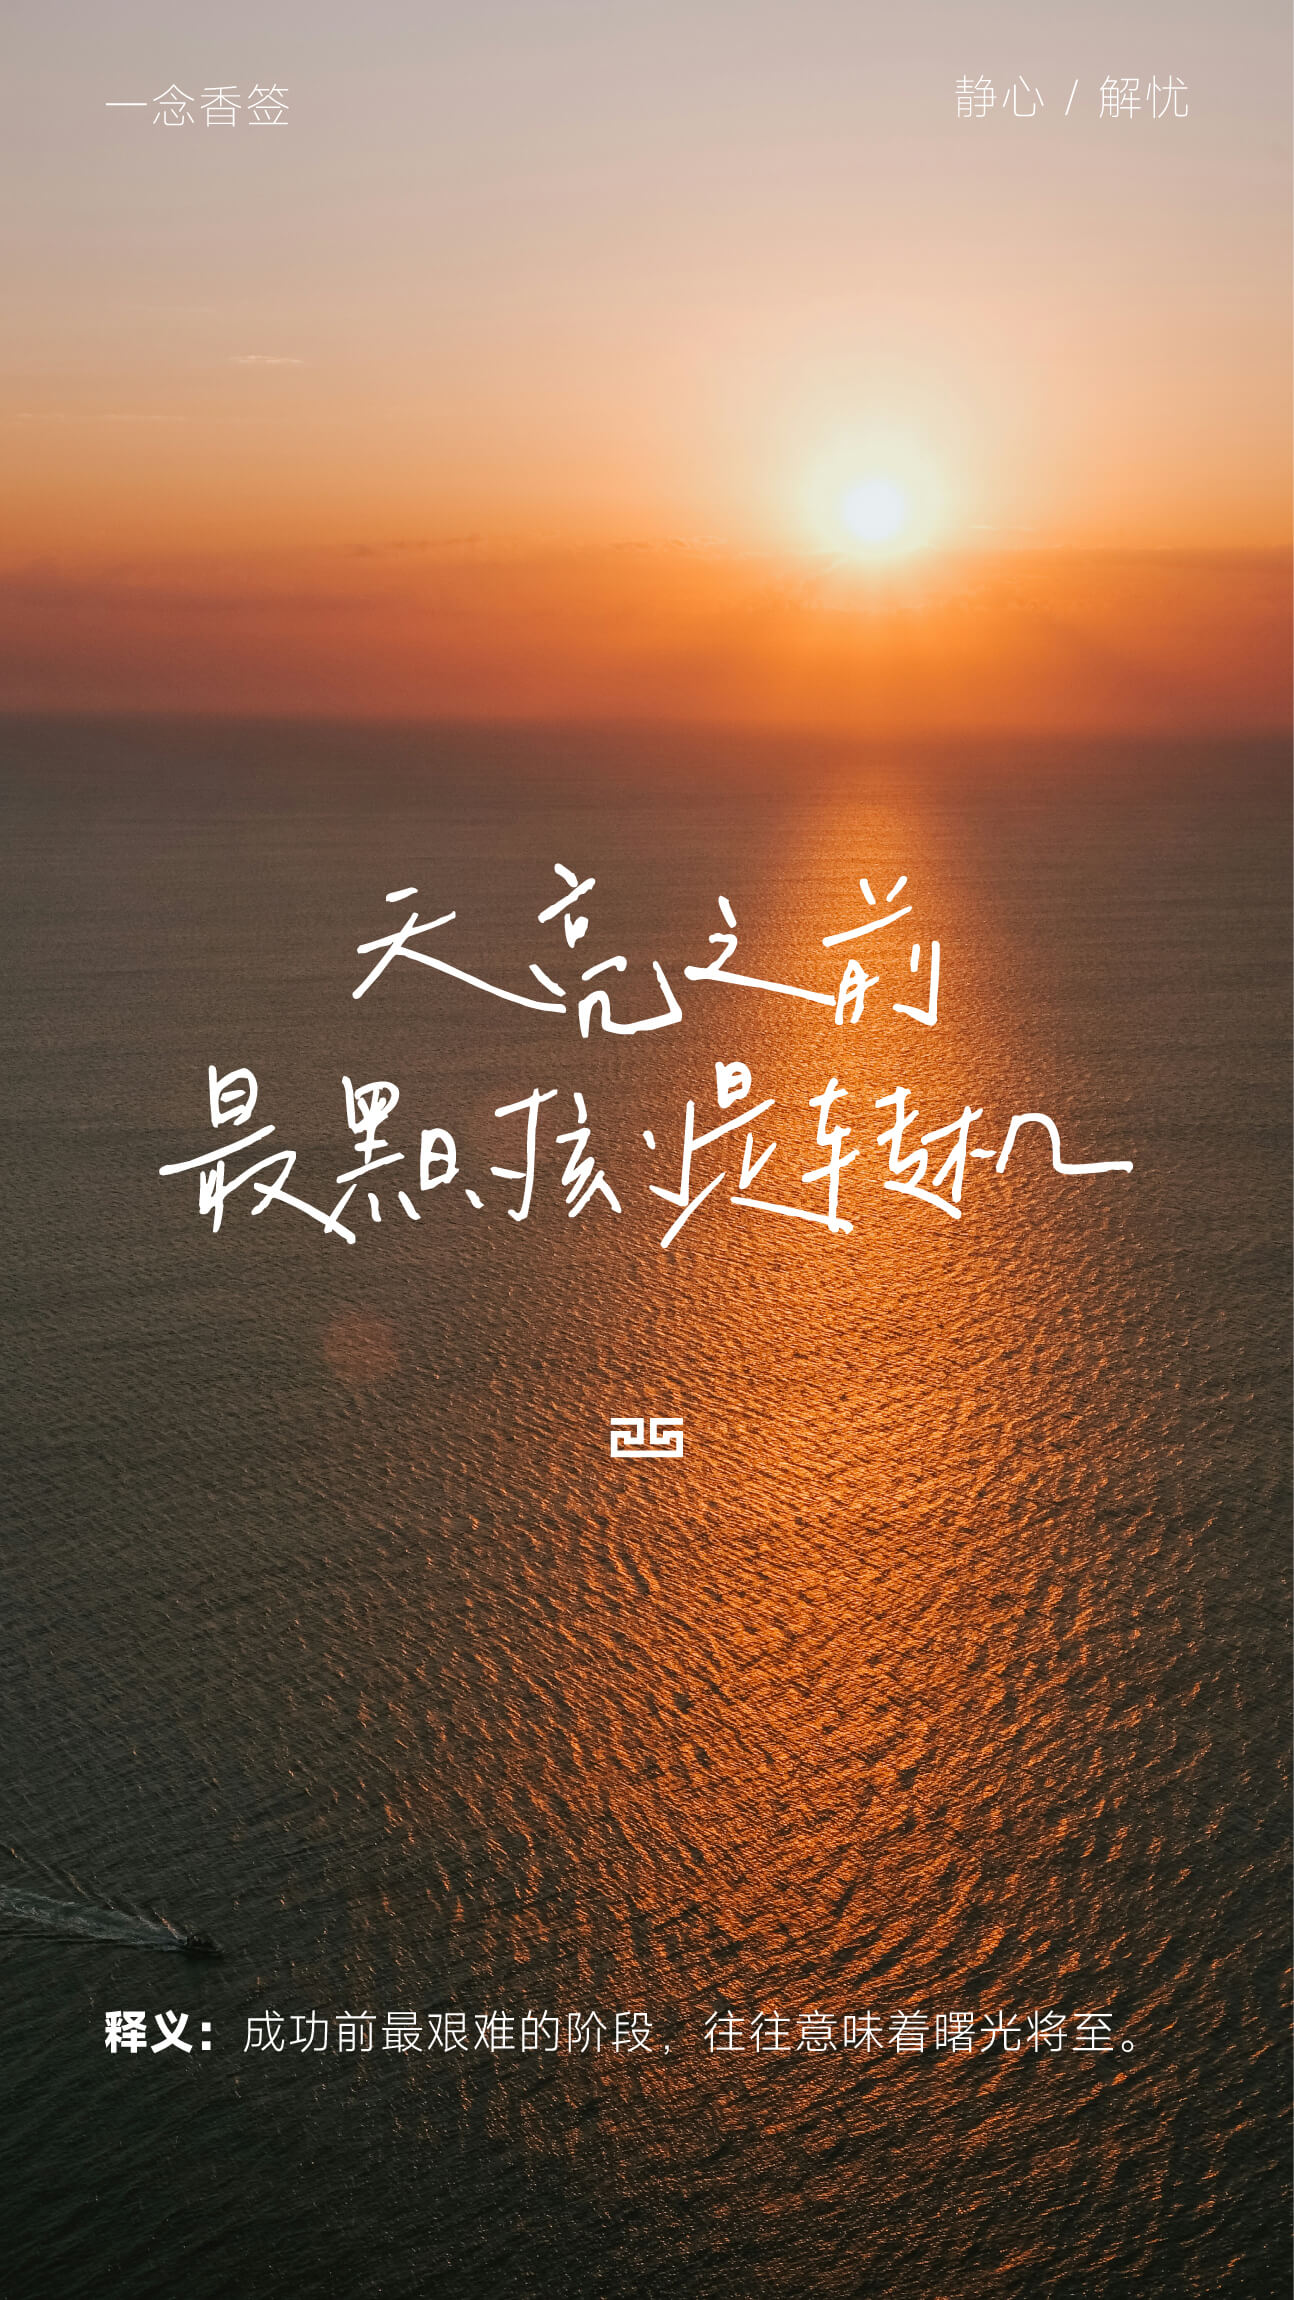 一念香签
静心 / 解忧
天亮之前
最黑时刻是转机
释义：成功前最艰难的阶段，往往意味着曙光将至。